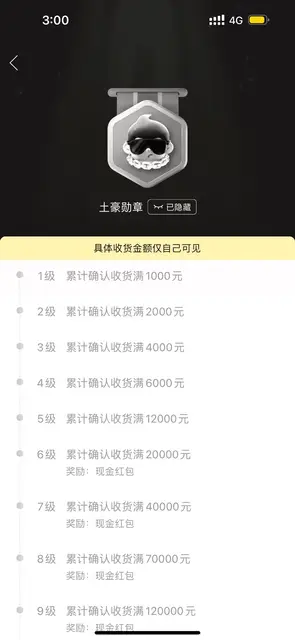 3:00
4G
土豪勋章
已隐藏
具体收货金额仅自己可见
1级 累计确认收货满1000元
2级 累计确认收货满2000元
3级 累计确认收货满4000元
4级 累计确认收货满6000元
5级 累计确认收货满12000元
6级 累计确认收货满20000元
奖励：现金红包
7级 累计确认收货满40000元
奖励：现金红包
8级 累计确认收货满70000元
奖励：现金红包
9级 累计确认收货满120000元
奖励：现金红包